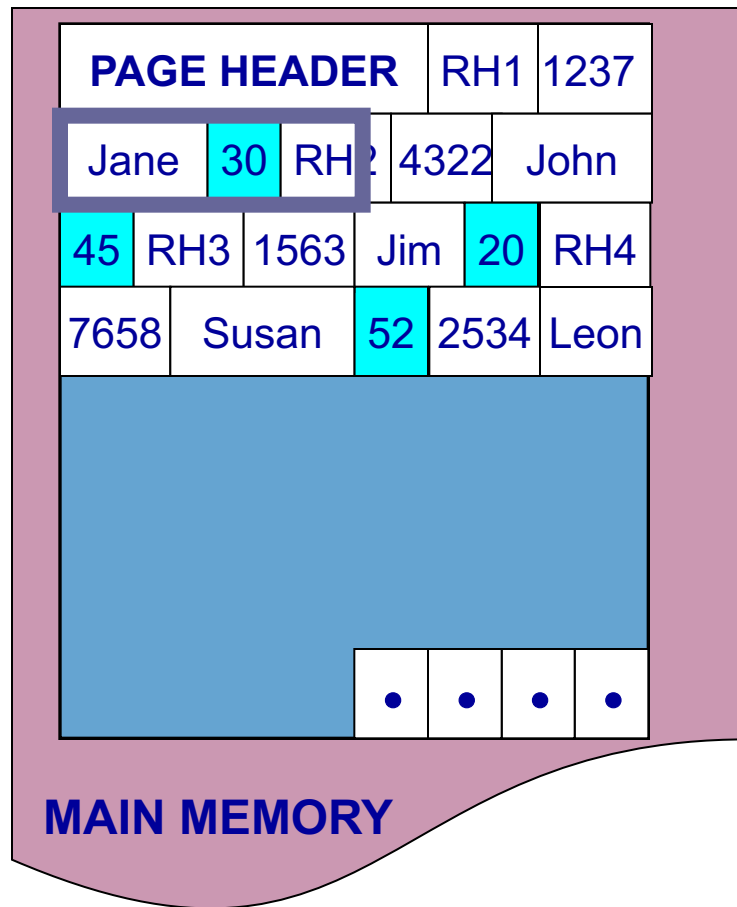 PAGE HEADER RH1 1237
Jane 30 RH2 4322 John
45 RH3 1563 Jim 20 RH4
7658 Susan 52 2534 Leon
MAIN MEMORY